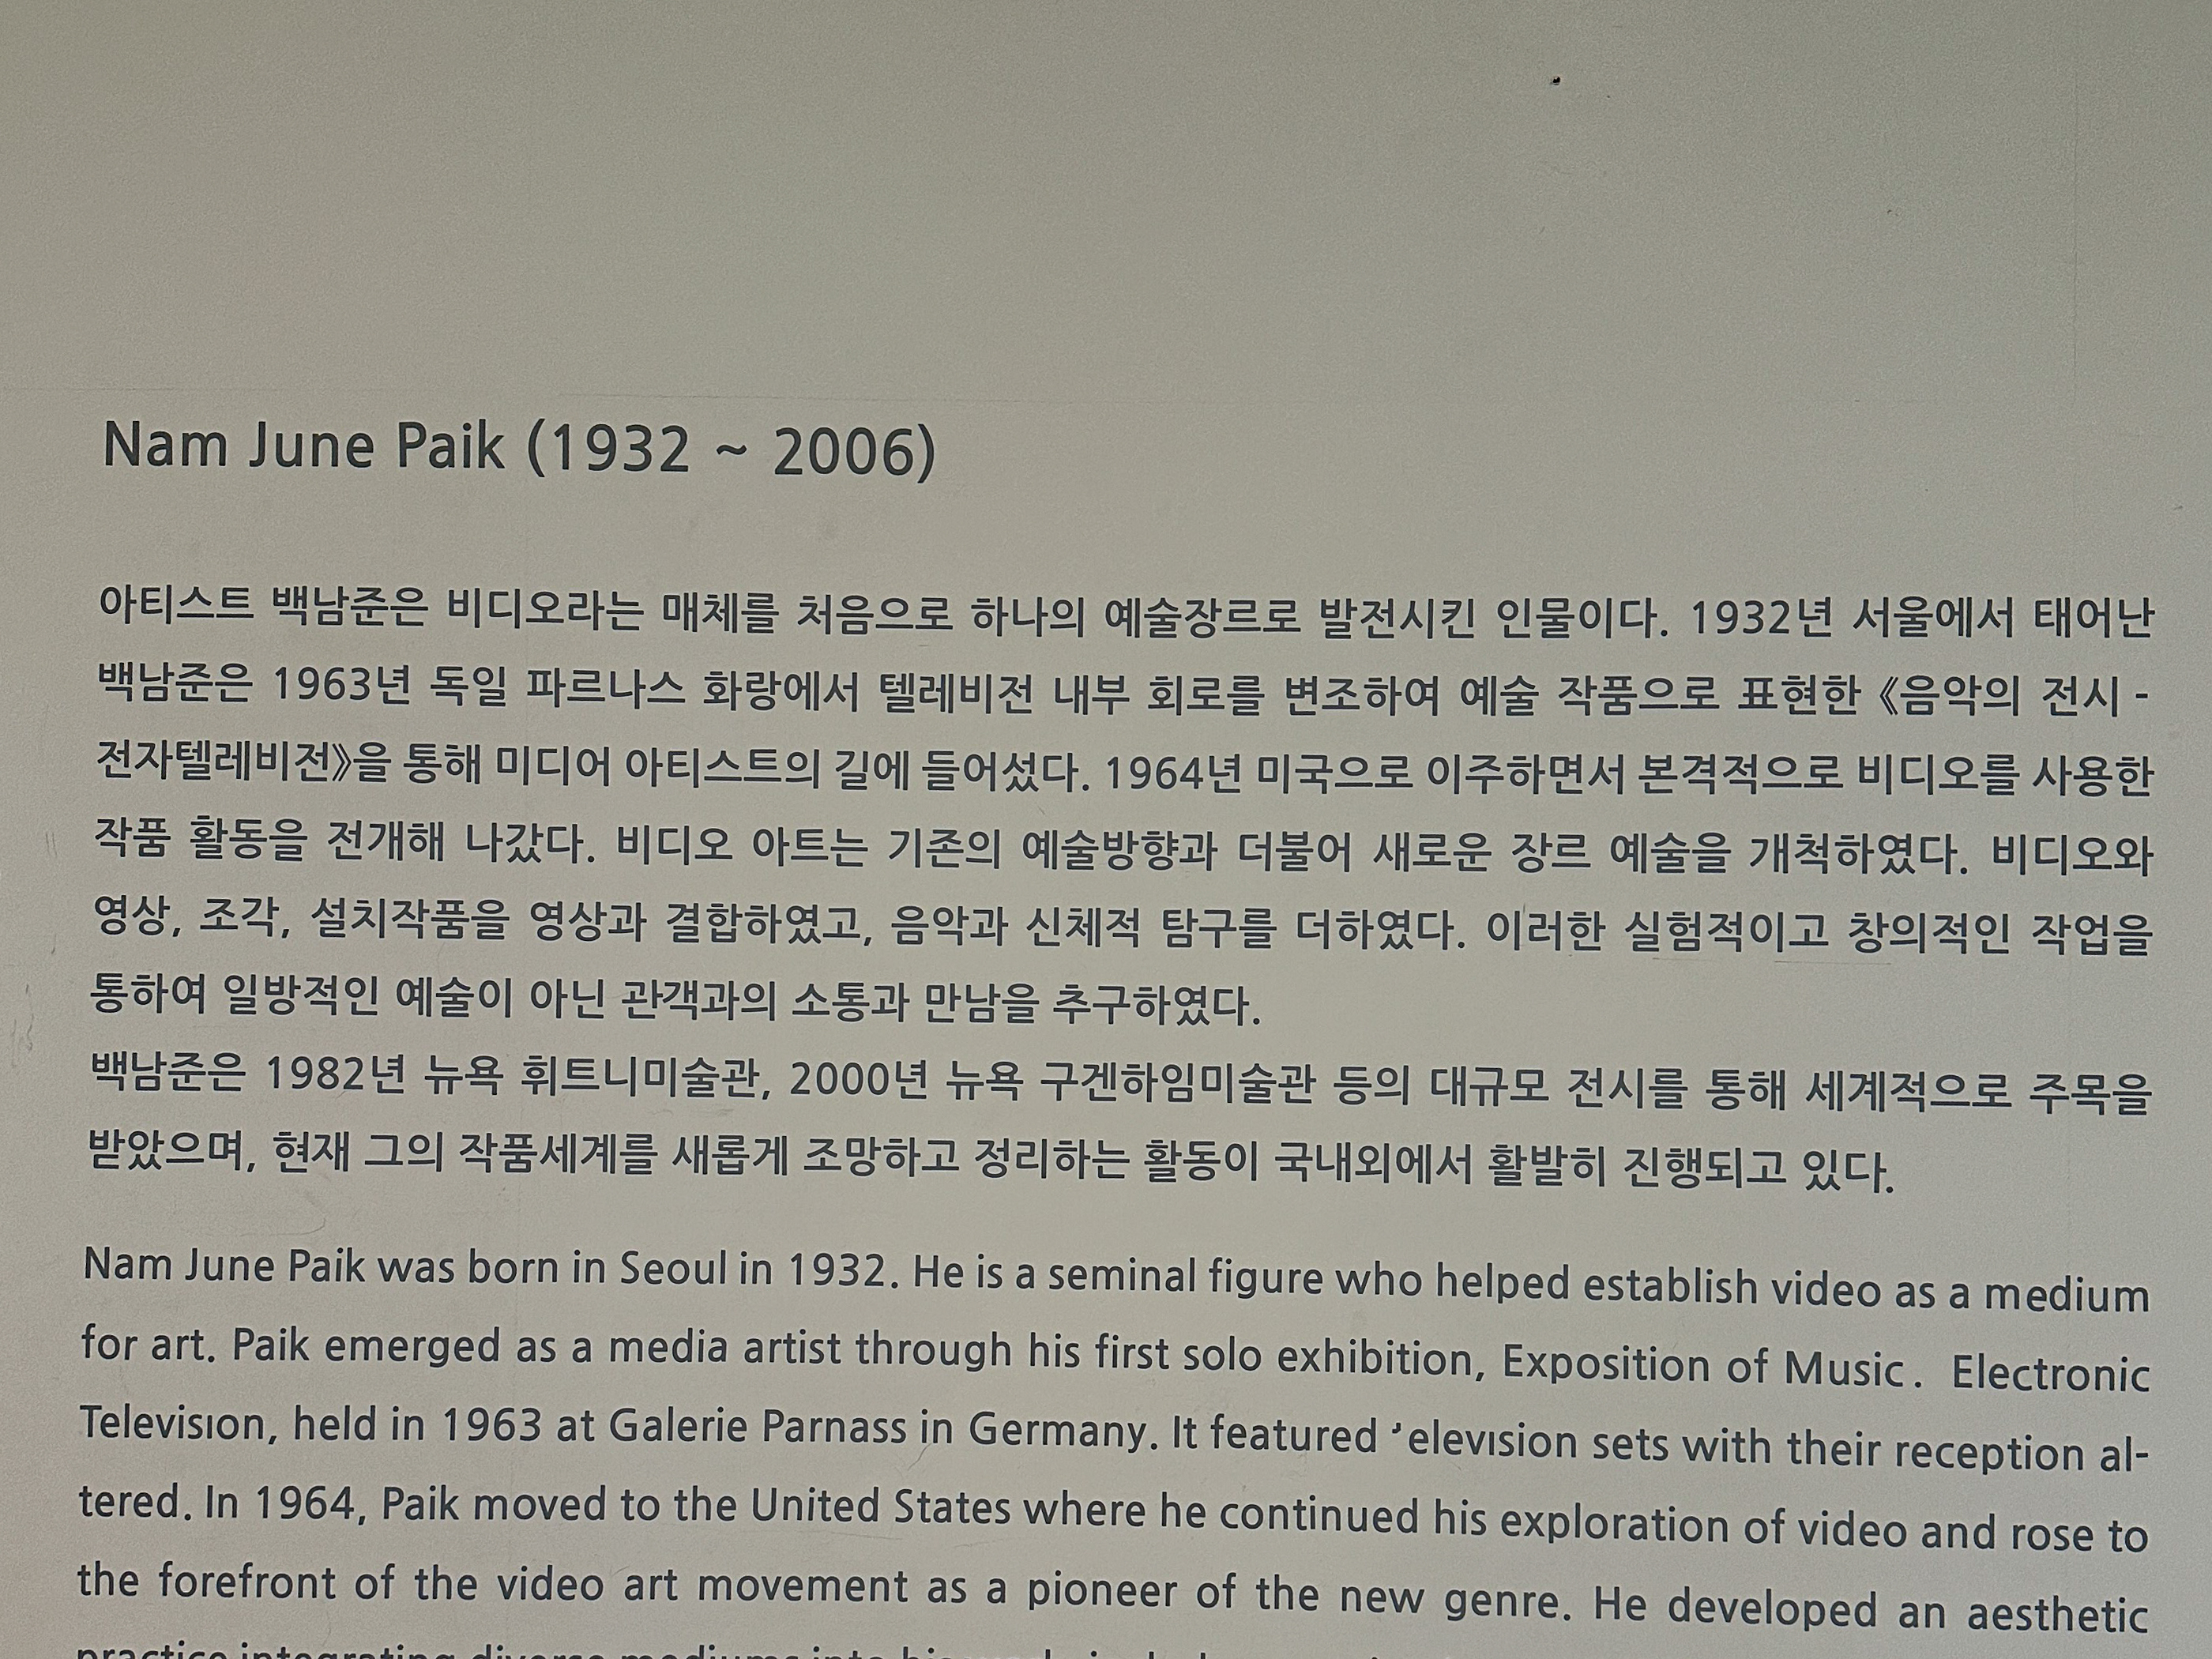 Nam June Paik (1932 ~ 2006)
아티스트 백남준은 비디오라는 매체를 처음으로 하나의 예술장르로 발전시킨 인물이다. 1932년 서울에서 태어난
백남준은 1963년 독일 파르나스 화랑에서 텔레비전 내부 회로를 변조하여 예술 작품으로 표현한 《음악의 전시 -
전자텔레비전》을 통해 미디어 아티스트의 길에 들어섰다. 1964년 미국으로 이주하면서 본격적으로 비디오를 사용한
작품 활동을 전개해 나갔다. 비디오 아트는 기존의 예술방향과 더불어 새로운 장르 예술을 개척하였다. 비디오와
영상, 조각, 설치작품을 영상과 결합하였고, 음악과 신체적 탐구를 더하였다. 이러한 실험적이고 창의적인 작업을
통하여 일방적인 예술이 아닌 관객과의 소통과 만남을 추구하였다.
백남준은 1982년 뉴욕 휘트니미술관, 2000년 뉴욕 구겐하임미술관 등의 대규모 전시를 통해 세계적으로 주목을
받았으며, 현재 그의 작품세계를 새롭게 조망하고 정리하는 활동이 국내외에서 활발히 진행되고 있다.
Nam June Paik was born in Seoul in 1932. He is a seminal figure who helped establish video as a medium
for art. Paik emerged as a media artist through his first solo exhibition, Exposition of Music. Electronic
Television, held in 1963 at Galerie Parnass in Germany. It featured 'elevision sets with their reception al-
tered. In 1964, Paik moved to the United States where he continued his exploration of video and rose to
the forefront of the video art movement as a pioneer of the new genre. He developed an aesthetic
practice integrating diverse mediums into his